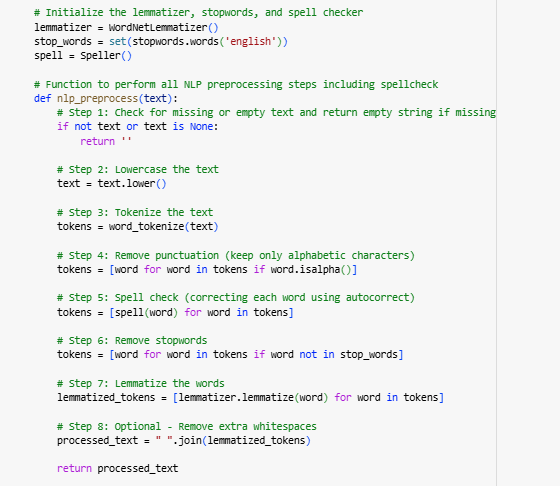 # Initialize the lemmatizer, stopwords, and spell checker
lemmatizer = WordNetLemmatizer()
stop_words = set(stopwords.words('english'))
spell = Speller()
# Function to perform all NLP preprocessing steps including spellcheck
def nlp_preprocess(text):
# Step 1: Check for missing or empty text and return empty string if missing
if not text or text is None:
return ''
# Step 2: Lowercase the text
text = text.lower()
# Step 3: Tokenize the text
tokens = word_tokenize(text)
# Step 4: Remove punctuation (keep only alphabetic characters)
tokens = [word for word in tokens if word.isalpha()]
# Step 5: Spell check (correcting each word using autocorrect)
tokens = [spell(word) for word in tokens]
# Step 6: Remove stopwords
tokens = [word for word in tokens if word not in stop_words]
# Step 7: Lemmatize the words
lemmatized_tokens = [lemmatizer.lemmatize(word) for word in tokens]
# Step 8: Optional - Remove extra whitespaces
processed_text = " ".join(lemmatized_tokens)
return processed_text